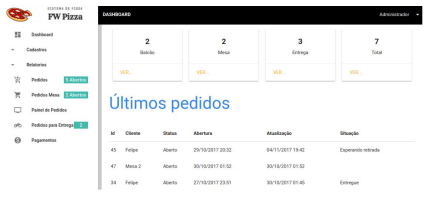 SISTEMA DE PIZZA
FW Pizza
Dashboard
Cadastros
Relatorios
Pedidos 9 Abertos
Pedidos Mesa 2 Abertos
Painel de Pedidos
Pedidos para Entrega 2
Pagamentos
DASHBOARD
Administrador
2 2 3 7
Balcão Mesa Entrega Total
VER... VER... VER... VER...
Últimos pedidos
Id Cliente Status Abertura Atualização Situação
45 Felipe Aberto 29/10/2017 20:32 04/11/2017 19:42 Esperando retirada
47 Mesa 2 Aberto 30/10/2017 01:52 30/10/2017 01:52
34 Felipe Aberto 27/10/2017 23:51 30/10/2017 01:45 Entregue